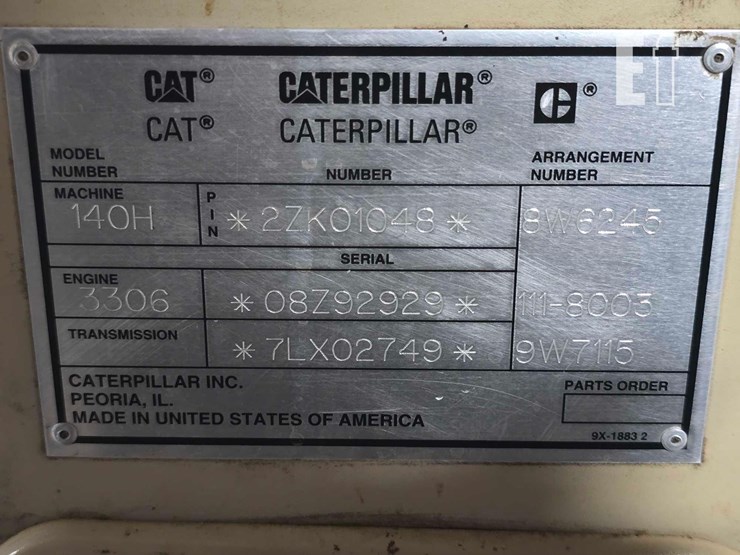 ET
CAT® CATERPILLAR® C®
CAT® CATERPILLAR®
MODEL NUMBER NUMBER ARRANGEMENT NUMBER
MACHINE
140H PIN *2ZK01048* 8W6245
SERIAL
ENGINE
3306 *08Z92929* 111-8003
TRANSMISSION *7LX02749* 9W7115
CATERPILLAR INC. PARTS ORDER
PEORIA, IL.
MADE IN UNITED STATES OF AMERICA
9X-1883 2